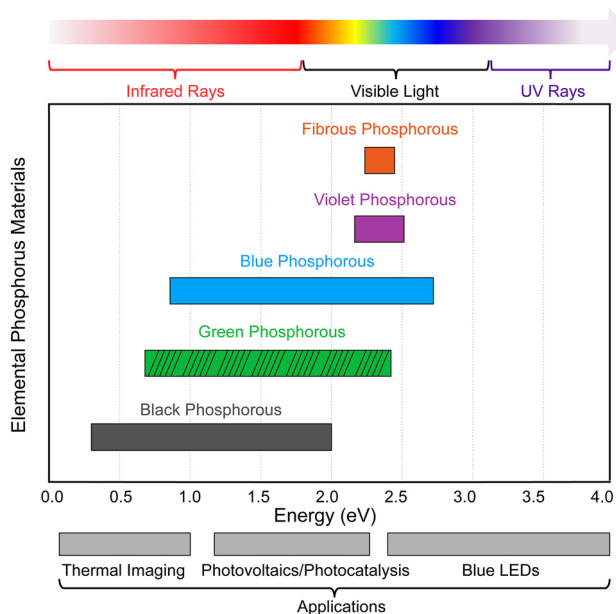 Infrared Rays Visible Light UV Rays
Fibrous Phosphorous
Violet Phosphorous
Blue Phosphorous
Green Phosphorous
Black Phosphorous
Elemental Phosphorus Materials
0.0 0.5 1.0 1.5 2.0 2.5 3.0 3.5 4.0
Energy (eV)
Thermal Imaging Photovoltaics/Photocatalysis Blue LEDs
Applications